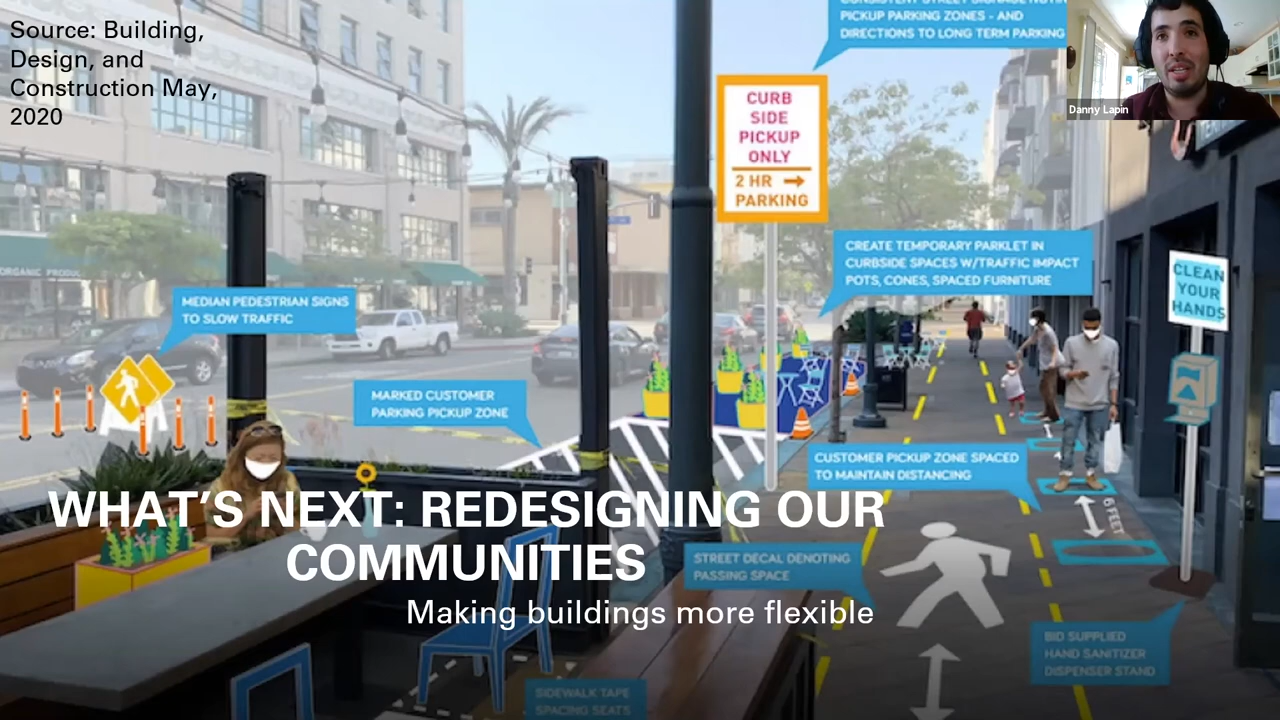 Source: Building,
Design, and
Construction May,
2020
PICKUP PARKING ZONES - AND
DIRECTIONS TO LONG TERM PARKING
Danny Lapin
CURB
SIDE
PICKUP
ONLY
2 HR →
PARKING
CREATE TEMPORARY PARKLET IN
CURBSIDE SPACES W/TRAFFIC IMPACT
POTS, CONES, SPACED FURNITURE
CLEAN
YOUR
HANDS
ORGANIC PRODUC
MEDIAN PEDESTRIAN SIGNS
TO SLOW TRAFFIC
MARKED CUSTOMER
PARKING PICKUP ZONE
CUSTOMER PICKUP ZONE SPACED
TO MAINTAIN DISTANCING
6 FEET
WHAT'S NEXT: REDESIGNING OUR
COMMUNITIES
Making buildings more flexible
STREET DECAL DENOTING
PASSING SPACE
BID SUPPLIED
HAND SANITIZER
DISPENSER STAND
SIDEWALK TAPE
SPACING SEATS